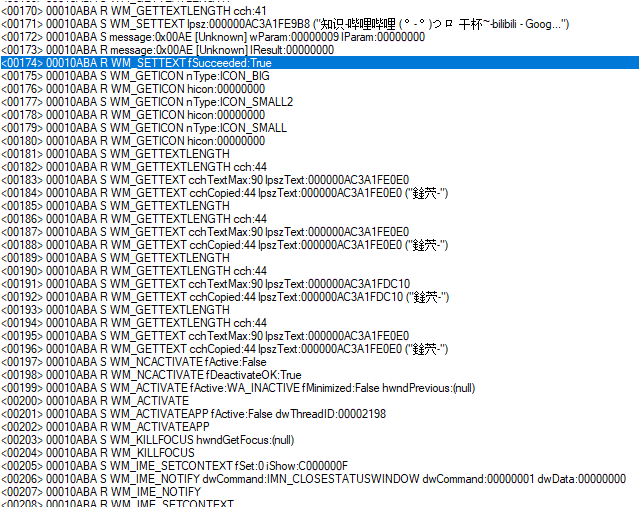 <00170> 00010ABA R WM_GETTEXTLENGTH cch:41
<00171> 00010ABA S WM_SETTEXT lpsz:000000AC3A1FE9B8 ("知识-哔哩哔哩 (゜-゜)つロ 干杯~-bilibili - Goog...")
<00172> 00010ABA S message:0x00AE [Unknown] wParam:00000009 lParam:00000000
<00173> 00010ABA R message:0x00AE [Unknown] lResult:00000000
<00174> 00010ABA R WM_SETTEXT fSucceeded:True
<00175> 00010ABA S WM_GETICON nType:ICON_BIG
<00176> 00010ABA R WM_GETICON hicon:00000000
<00177> 00010ABA S WM_GETICON nType:ICON_SMALL2
<00178> 00010ABA R WM_GETICON hicon:00000000
<00179> 00010ABA S WM_GETICON nType:ICON_SMALL
<00180> 00010ABA R WM_GETICON hicon:00000000
<00181> 00010ABA S WM_GETTEXTLENGTH
<00182> 00010ABA R WM_GETTEXTLENGTH cch:44
<00183> 00010ABA S WM_GETTEXT cchTextMax:90 lpszText:000000AC3A1FE0E0
<00184> 00010ABA R WM_GETTEXT cchCopied:44 lpszText:000000AC3A1FE0E0
<00185> 00010ABA S WM_GETTEXTLENGTH
<00186> 00010ABA R WM_GETTEXTLENGTH cch:44
<00187> 00010ABA S WM_GETTEXT cchTextMax:90 lpszText:000000AC3A1FE0E0
<00188> 00010ABA R WM_GETTEXT cchCopied:44 lpszText:000000AC3A1FE0E0
<00189> 00010ABA S WM_GETTEXTLENGTH
<00190> 00010ABA R WM_GETTEXTLENGTH cch:44
<00191> 00010ABA S WM_GETTEXT cchTextMax:90 lpszText:000000AC3A1FDC10
<00192> 00010ABA R WM_GETTEXT cchCopied:44 lpszText:000000AC3A1FDC10
<00193> 00010ABA S WM_GETTEXTLENGTH
<00194> 00010ABA R WM_GETTEXTLENGTH cch:44
<00195> 00010ABA S WM_GETTEXT cchTextMax:90 lpszText:000000AC3A1FE0E0
<00196> 00010ABA R WM_GETTEXT cchCopied:44 lpszText:000000AC3A1FE0E0
<00197> 00010ABA S WM_NCACTIVATE fActive:False
<00198> 00010ABA R WM_NCACTIVATE fDeactivateOK:True
<00199> 00010ABA S WM_ACTIVATE fActive:WA_INACTIVE fMinimized:False hwndPrevious:(null)
<00200> 00010ABA R WM_ACTIVATE
<00201> 00010ABA S WM_ACTIVATEAPP fActive:False dwThreadID:00002198
<00202> 00010ABA R WM_ACTIVATEAPP
<00203> 00010ABA S WM_KILLFOCUS hwndGetFocus:(null)
<00204> 00010ABA R WM_KILLFOCUS
<00205> 00010ABA S WM_IME_SETCONTEXT fSet:0 iShow:C000000F
<00206> 00010ABA S WM_IME_NOTIFY dwCommand:IMN_CLOSESTATUSWINDOW dwCommand:00000001 dwData:00000000
<00207> 00010ABA R WM_IME_NOTIFY
<00208> 00010ABA R WM_IME_SETCONTEXT